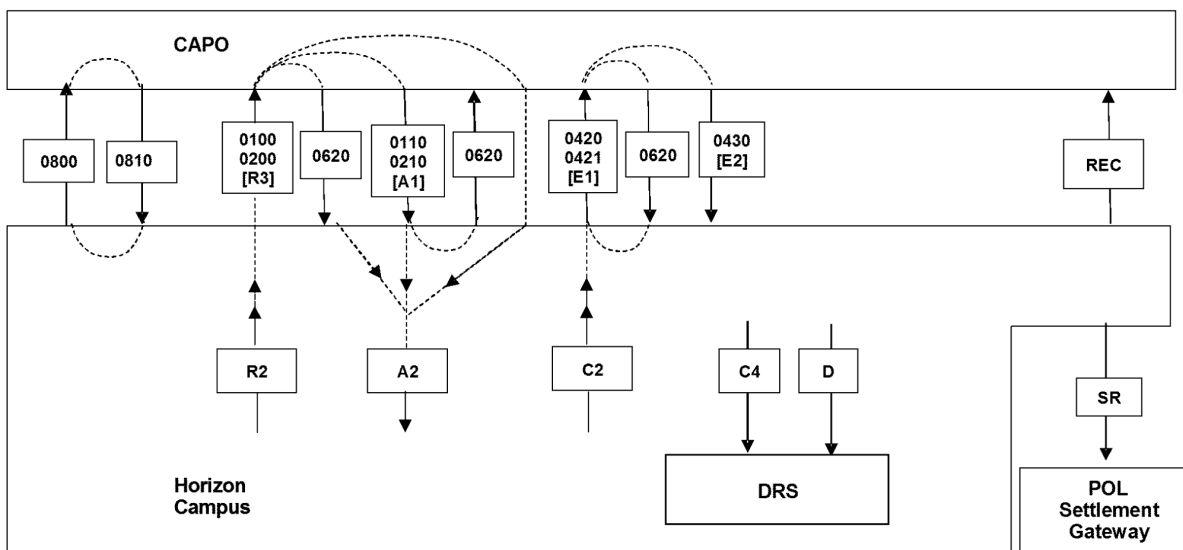 CAPO
0800
0810
0100
0200
[R3]
0620
0110
0210
[A1]
0620
0420
0421
[E1]
0620
0430
[E2]
REC
R2
A2
C2
C4
D
SR
Horizon
Campus
DRS
POL
Settlement
Gateway